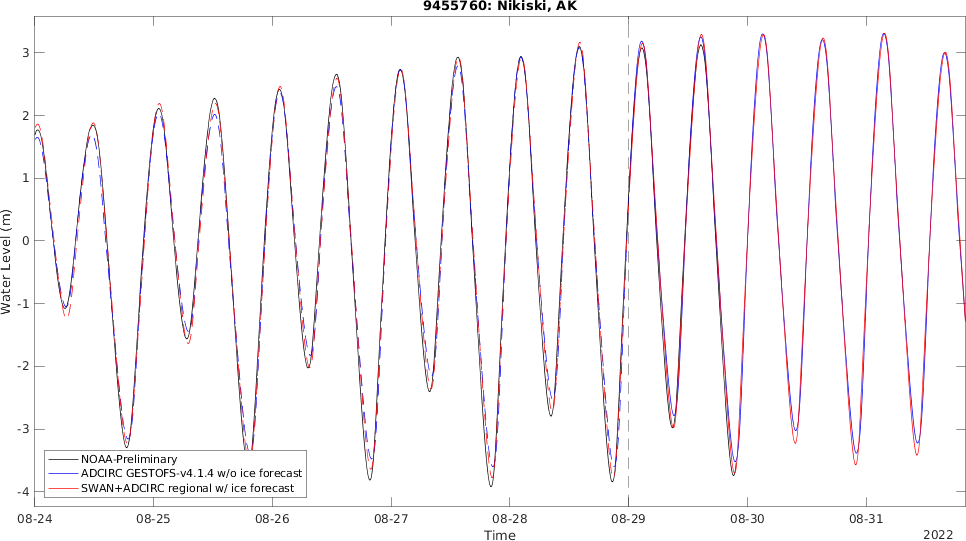 9455760: Nikiski, AK
3
2
1
0
-1
-2
-3
-4
Water Level (m)
NOAA-Preliminary
ADCIRC GESTOFS-v4.1.4 w/o ice forecast
SWAN+ADCIRC regional w/ ice forecast
08-24 08-25 08-26 08-27 08-28 08-29 08-30 08-31
Time
2022